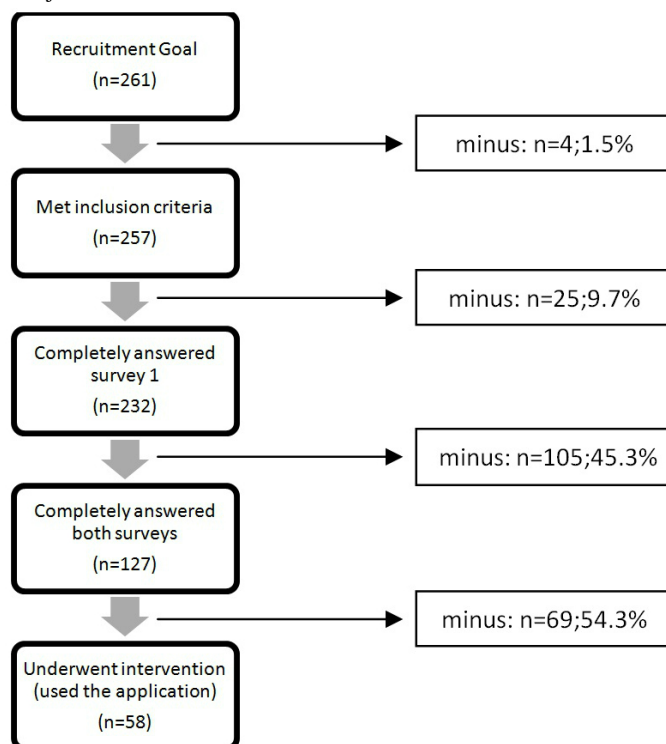 Recruitment Goal
(n=261)
minus: n=4;1.5%
Met inclusion criteria
(n=257)
minus: n=25;9.7%
Completely answered
survey 1
(n=232)
minus: n=105;45.3%
Completely answered
both surveys
(n=127)
minus: n=69;54.3%
Underwent intervention
(used the application)
(n=58)